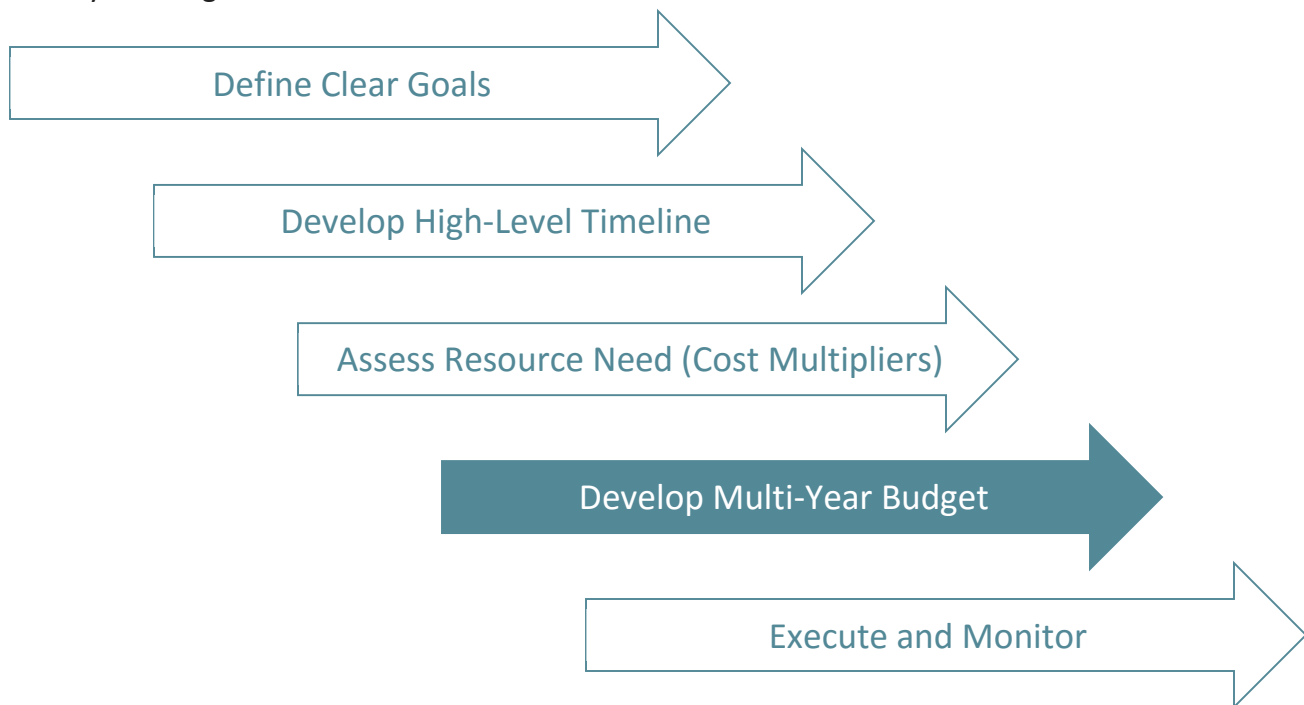 Define Clear Goals
Develop High-Level Timeline
Assess Resource Need (Cost Multipliers)
Develop Multi-Year Budget
Execute and Monitor